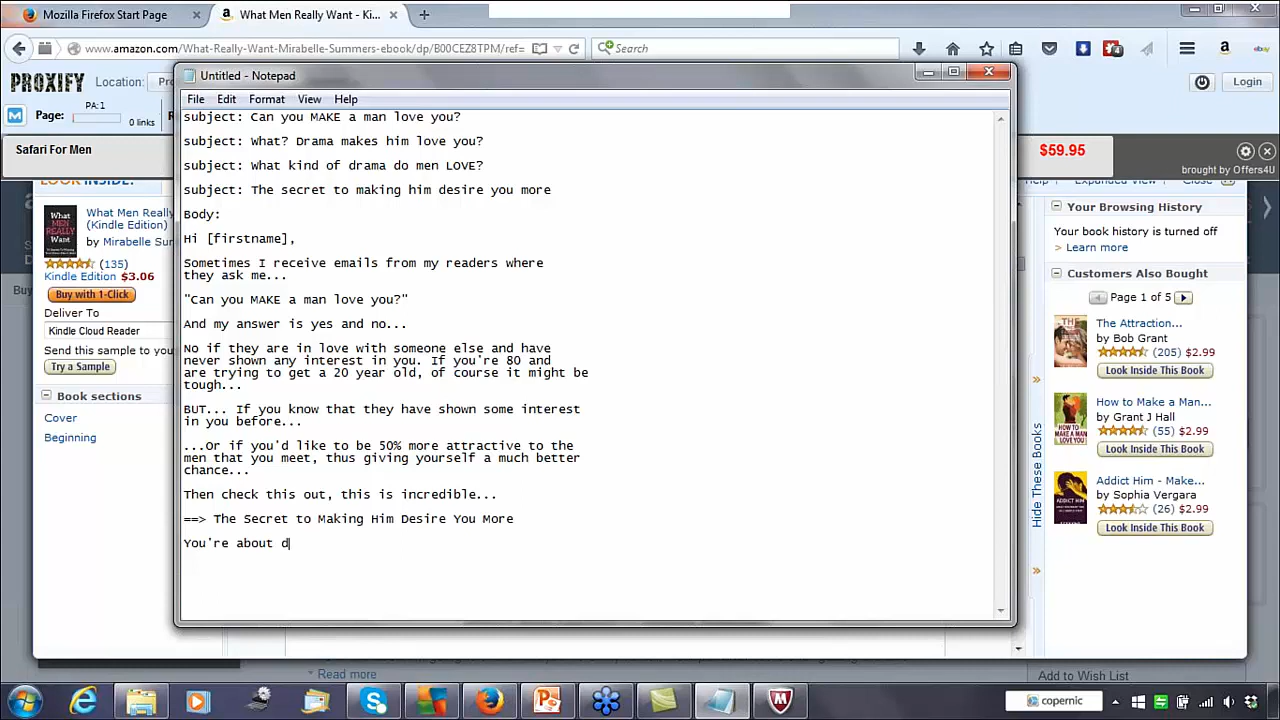 Mozilla Firefox Start Page
What Men Really Want - Ki...
www.amazon.com/What-Really-Want-Mirabelle-Summers-ebook/dp/B00CEZ8TPM/ref=
Search
PROXIFY
Location:
Login
Page:
PA:1
0 links
Safari For Men
$59.95
brought by Offers4U
Untitled - Notepad
File Edit Format View Help
subject: Can you MAKE a man love you?
subject: What? Drama makes him love you?
subject: What kind of drama do men LOVE?
subject: The secret to making him desire you more
Body:
Hi [firstname],
Sometimes I receive emails from my readers where
they ask me...
"Can you MAKE a man love you?"
And my answer is yes and no...
No if they are in love with someone else and have
never shown any interest in you. If you're 80 and
are trying to get a 20 year old, of course it might be
tough...
BUT... If you know that they have shown some interest
in you before...
...Or if you'd like to be 50% more attractive to the
men that you meet, thus giving yourself a much better
chance...
Then check this out, this is incredible...
==> The Secret to Making Him Desire You More
You're about d
What Men Really
(Kindle Edition)
by Mirabelle Sum
(135)
Kindle Edition $3.06
Buy with 1-Click
Deliver To
Kindle Cloud Reader
Send this sample to you
Try a Sample
Book sections
Cover
Beginning
Your Browsing History
Your book history is turned off
> Learn more
Customers Also Bought
Page 1 of 5
The Attraction...
by Bob Grant
(205) $2.99
Look Inside This Book
How to Make a Man...
by Grant J Hall
(55) $2.99
Look Inside This Book
Addict Him - Make...
by Sophia Vergara
(26) $2.99
Look Inside This Book
Hide These Books
Read more
Add to Wish List
copernic